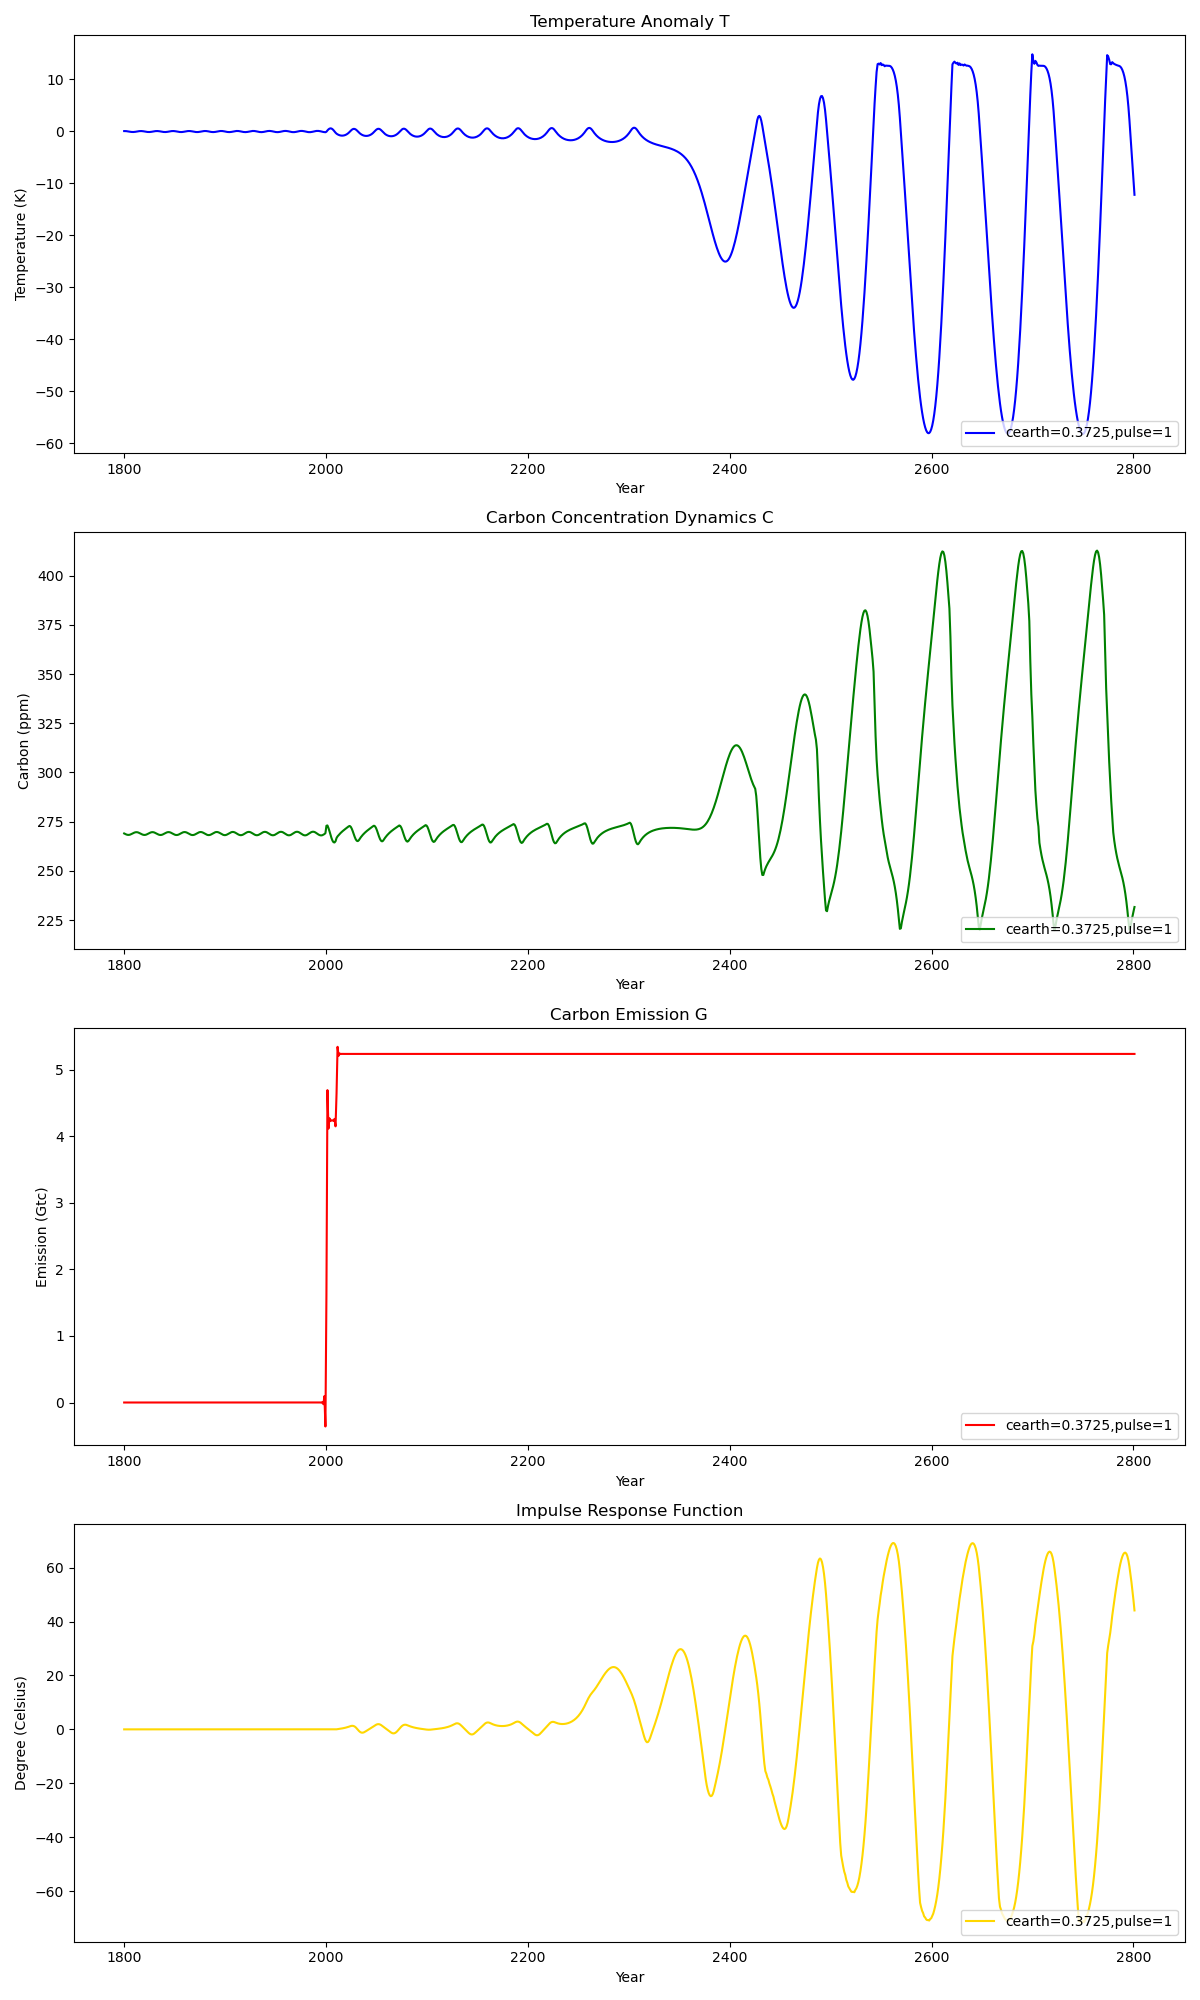 Temperature Anomaly T
10
0
−10
−20
−30
−40
−50
−60
Temperature (K)
cearth=0.3725,pulse=1
1800 2000 2200 2400 2600 2800
Year
Carbon Concentration Dynamics C
400
375
350
325
300
275
250
225
Carbon (ppm)
cearth=0.3725,pulse=1
1800 2000 2200 2400 2600 2800
Year
Carbon Emission G
5
4
3
2
1
0
Emission (Gtc)
cearth=0.3725,pulse=1
1800 2000 2200 2400 2600 2800
Year
Impulse Response Function
60
40
20
0
−20
−40
−60
Degree (Celsius)
cearth=0.3725,pulse=1
1800 2000 2200 2400 2600 2800
Year